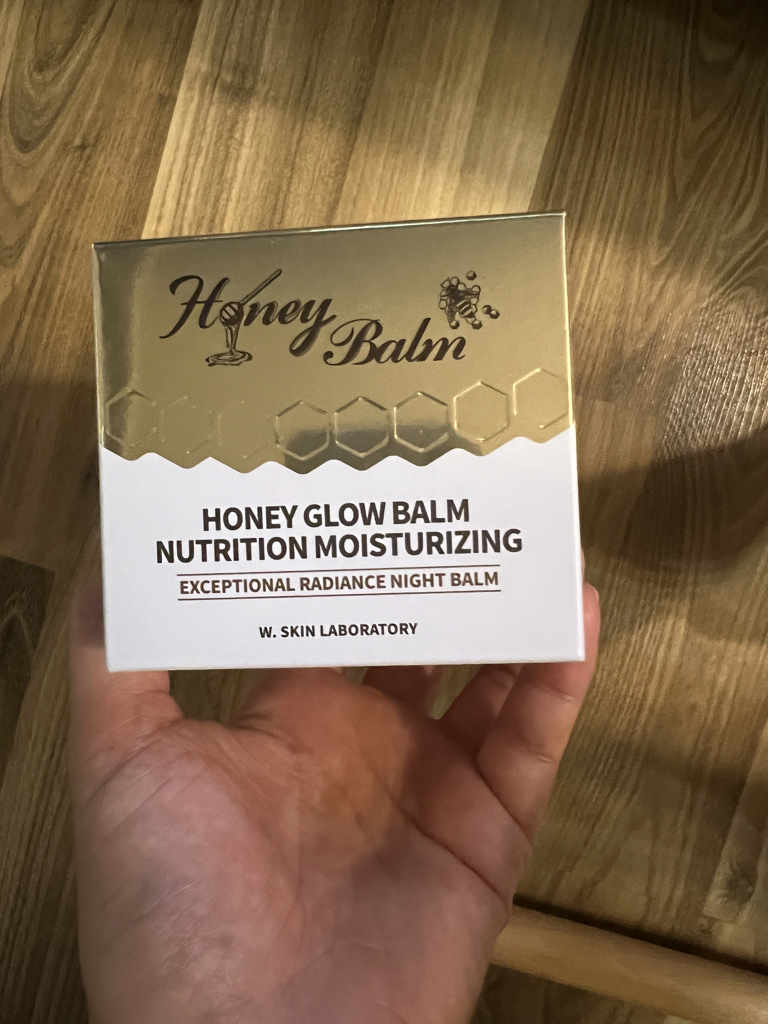 Honey
Balm
HONEY GLOW BALM
NUTRITION MOISTURIZING
EXCEPTIONAL RADIANCE NIGHT BALM
W. SKIN LABORATORY